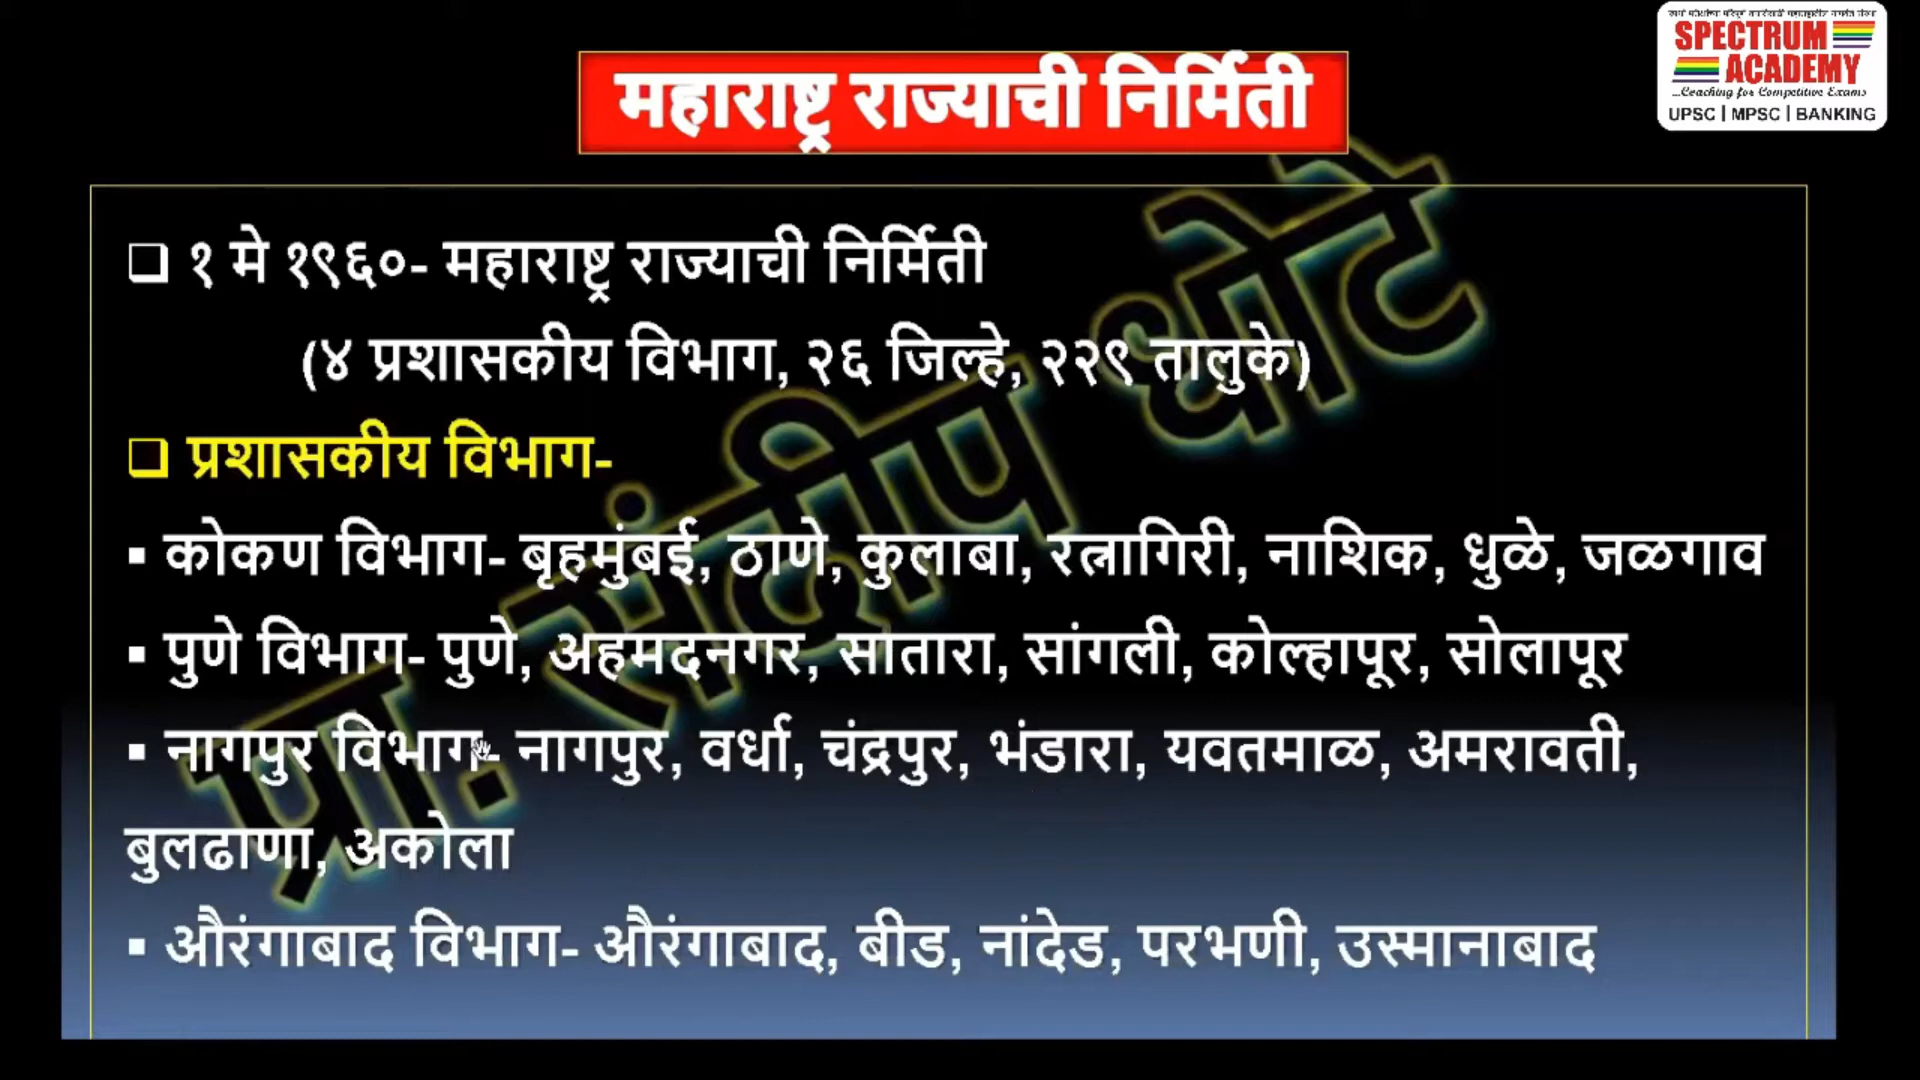 महाराष्ट्र राज्याची निर्मिती
SPECTRUM
ACADEMY
...Coaching for Competitive Exams
UPSC | MPSC | BANKING
❑ १ मे १९६०- महाराष्ट्र राज्याची निर्मिती
(४ प्रशासकीय विभाग, २६ जिल्हे, २२९ तालुके)
❑ प्रशासकीय विभाग-
▪ कोकण विभाग- बृहमुंबई, ठाणे, कुलाबा, रत्नागिरी, नाशिक, धुळे, जळगाव
▪ पुणे विभाग- पुणे, अहमदनगर, सातारा, सांगली, कोल्हापूर, सोलापूर
▪ नागपुर विभाग- नागपुर, वर्धा, चंद्रपुर, भंडारा, यवतमाळ, अमरावती,
बुलढाणा, अकोला
▪ औरंगाबाद विभाग- औरंगाबाद, बीड, नांदेड, परभणी, उस्मानाबाद
प्रा. संदीप धोटे